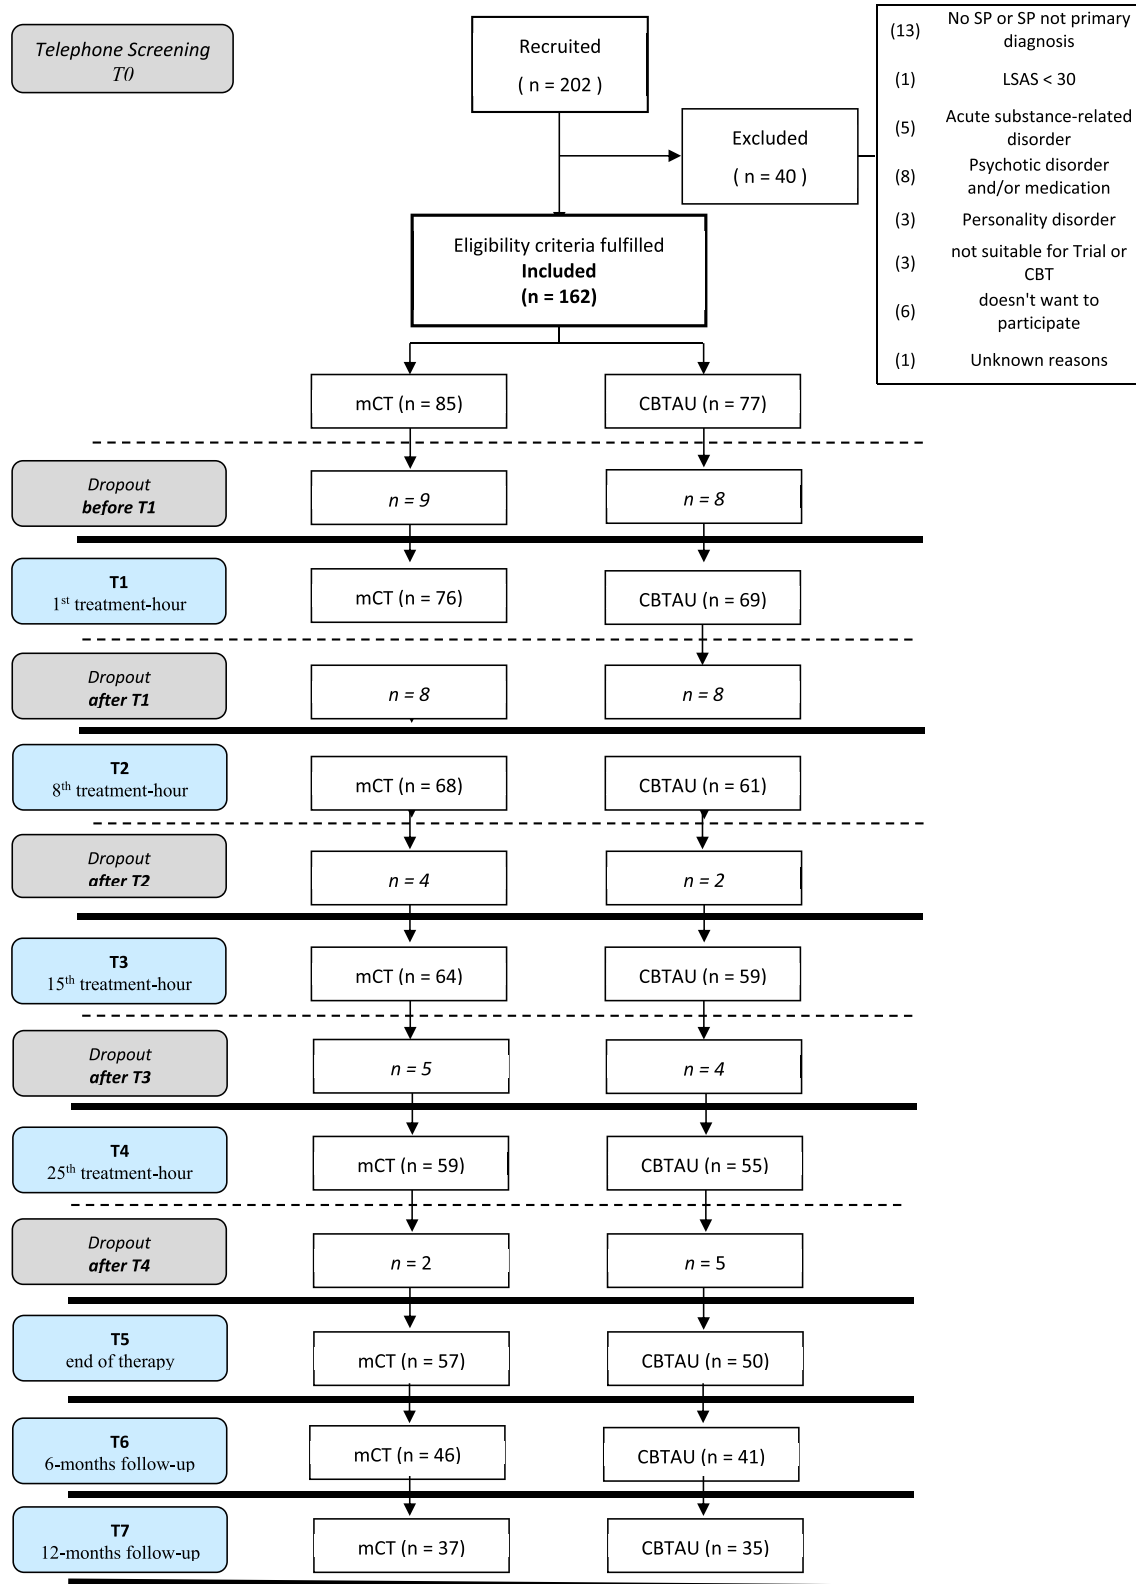 Telephone Screening
T0
Recruited
( n = 202 )
Excluded
( n = 40 )
(13) No SP or SP not primary
diagnosis
(1) LSAS < 30
(5) Acute substance-related
disorder
(8) Psychotic disorder
and/or medication
(3) Personality disorder
(3) not suitable for Trial or
CBT
(6) doesn't want to
participate
(1) Unknown reasons
Eligibility criteria fulfilled
Included
(n = 162)
mCT (n = 85)
CBTAU (n = 77)
Dropout
before T1
n = 9
n = 8
T1
1st treatment-hour
mCT (n = 76)
CBTAU (n = 69)
Dropout
after T1
n = 8
n = 8
T2
8th treatment-hour
mCT (n = 68)
CBTAU (n = 61)
Dropout
after T2
n = 4
n = 2
T3
15th treatment-hour
mCT (n = 64)
CBTAU (n = 59)
Dropout
after T3
n = 5
n = 4
T4
25th treatment-hour
mCT (n = 59)
CBTAU (n = 55)
Dropout
after T4
n = 2
n = 5
T5
end of therapy
mCT (n = 57)
CBTAU (n = 50)
T6
6-months follow-up
mCT (n = 46)
CBTAU (n = 41)
T7
12-months follow-up
mCT (n = 37)
CBTAU (n = 35)